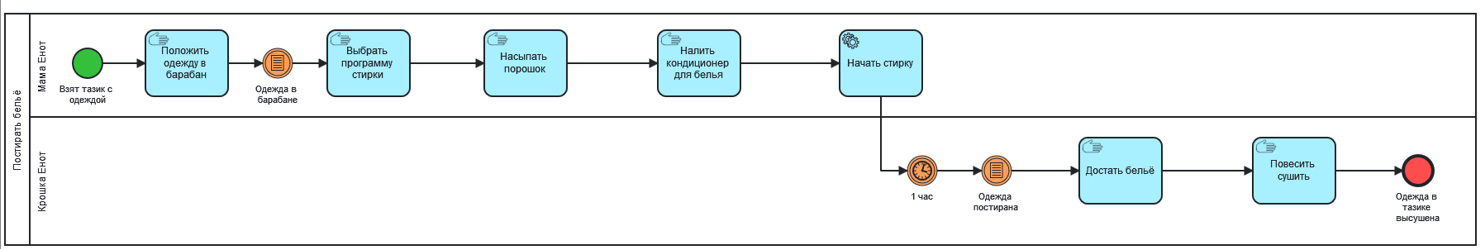 Постирать бельё
Мама Енот
Взят тазик с
одеждой
Положить
одежду в
барабан
Одежда в
барабане
Выбрать
программу
стирки
Насыпать
порошок
Налить
кондиционер
для белья
Начать стирку
Крошка Енот
1 час
Одежда
постирана
Достать бельё
Повесить
сушить
Одежда в
тазике
высушена